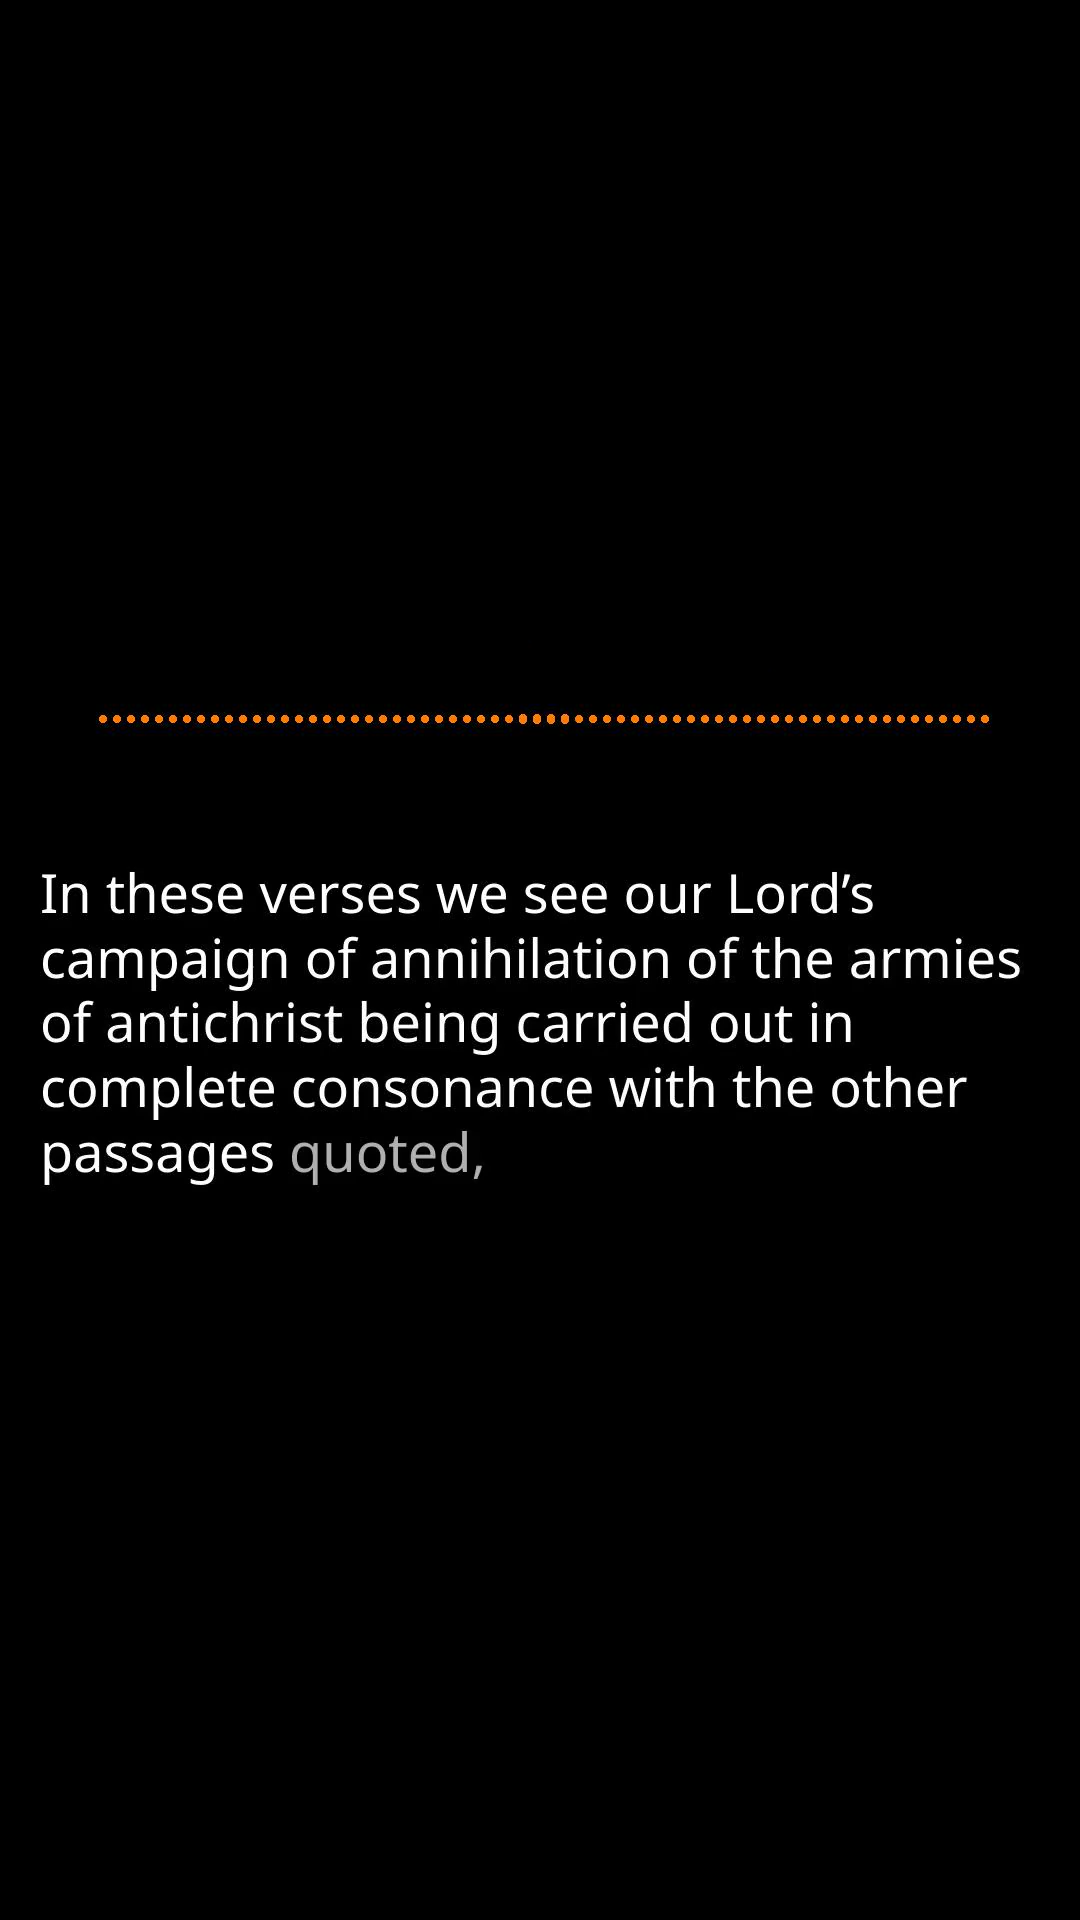 In these verses we see our Lord’s
campaign of annihilation of the armies
of antichrist being carried out in
complete consonance with the other
passages quoted,